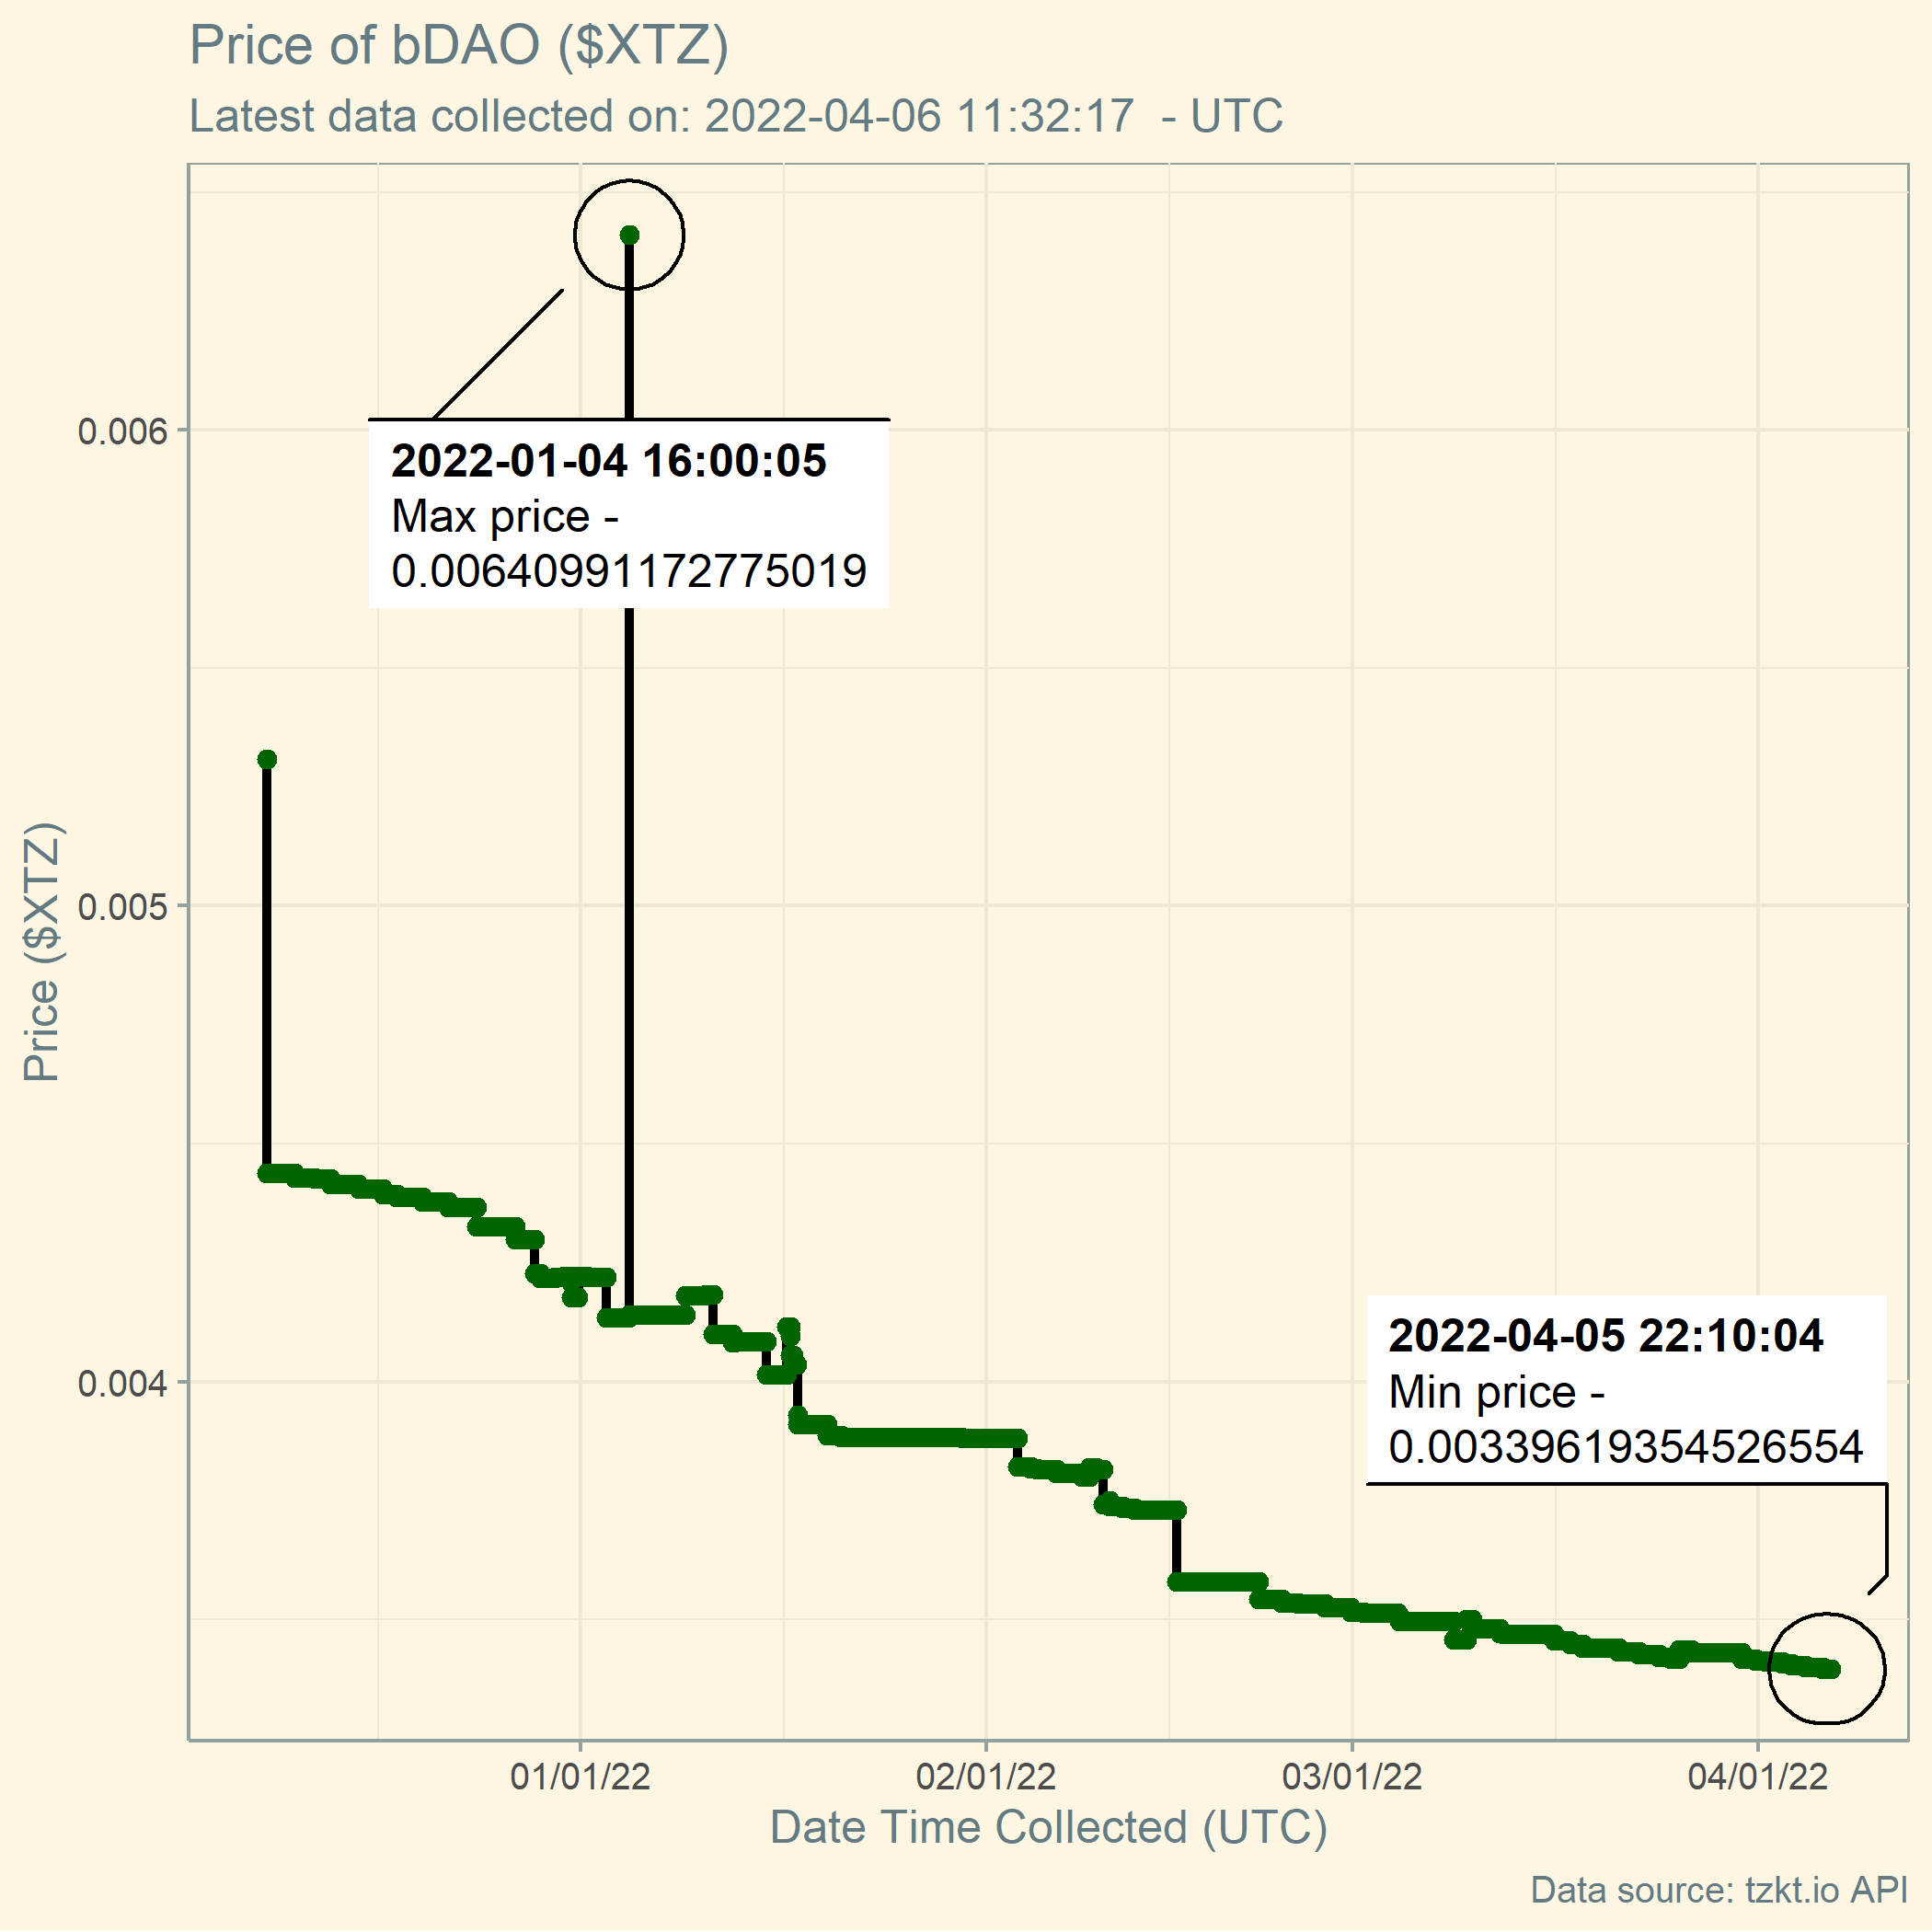 Price of bDAO ($XTZ)
Latest data collected on: 2022-04-06 11:32:17  - UTC
Price ($XTZ)
0.006
0.005
0.004
2022-01-04 16:00:05
Max price -
0.00640991172775019
2022-04-05 22:10:04
Min price -
0.00339619354526554
01/01/22
02/01/22
03/01/22
04/01/22
Date Time Collected (UTC)
Data source: tzkt.io API